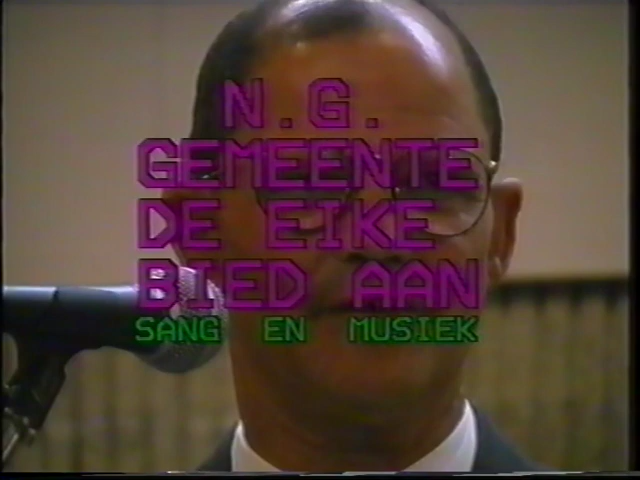 N.G.
GEMEENTE
DE EIKE
BIED AAN
SANG EN MUSIEK